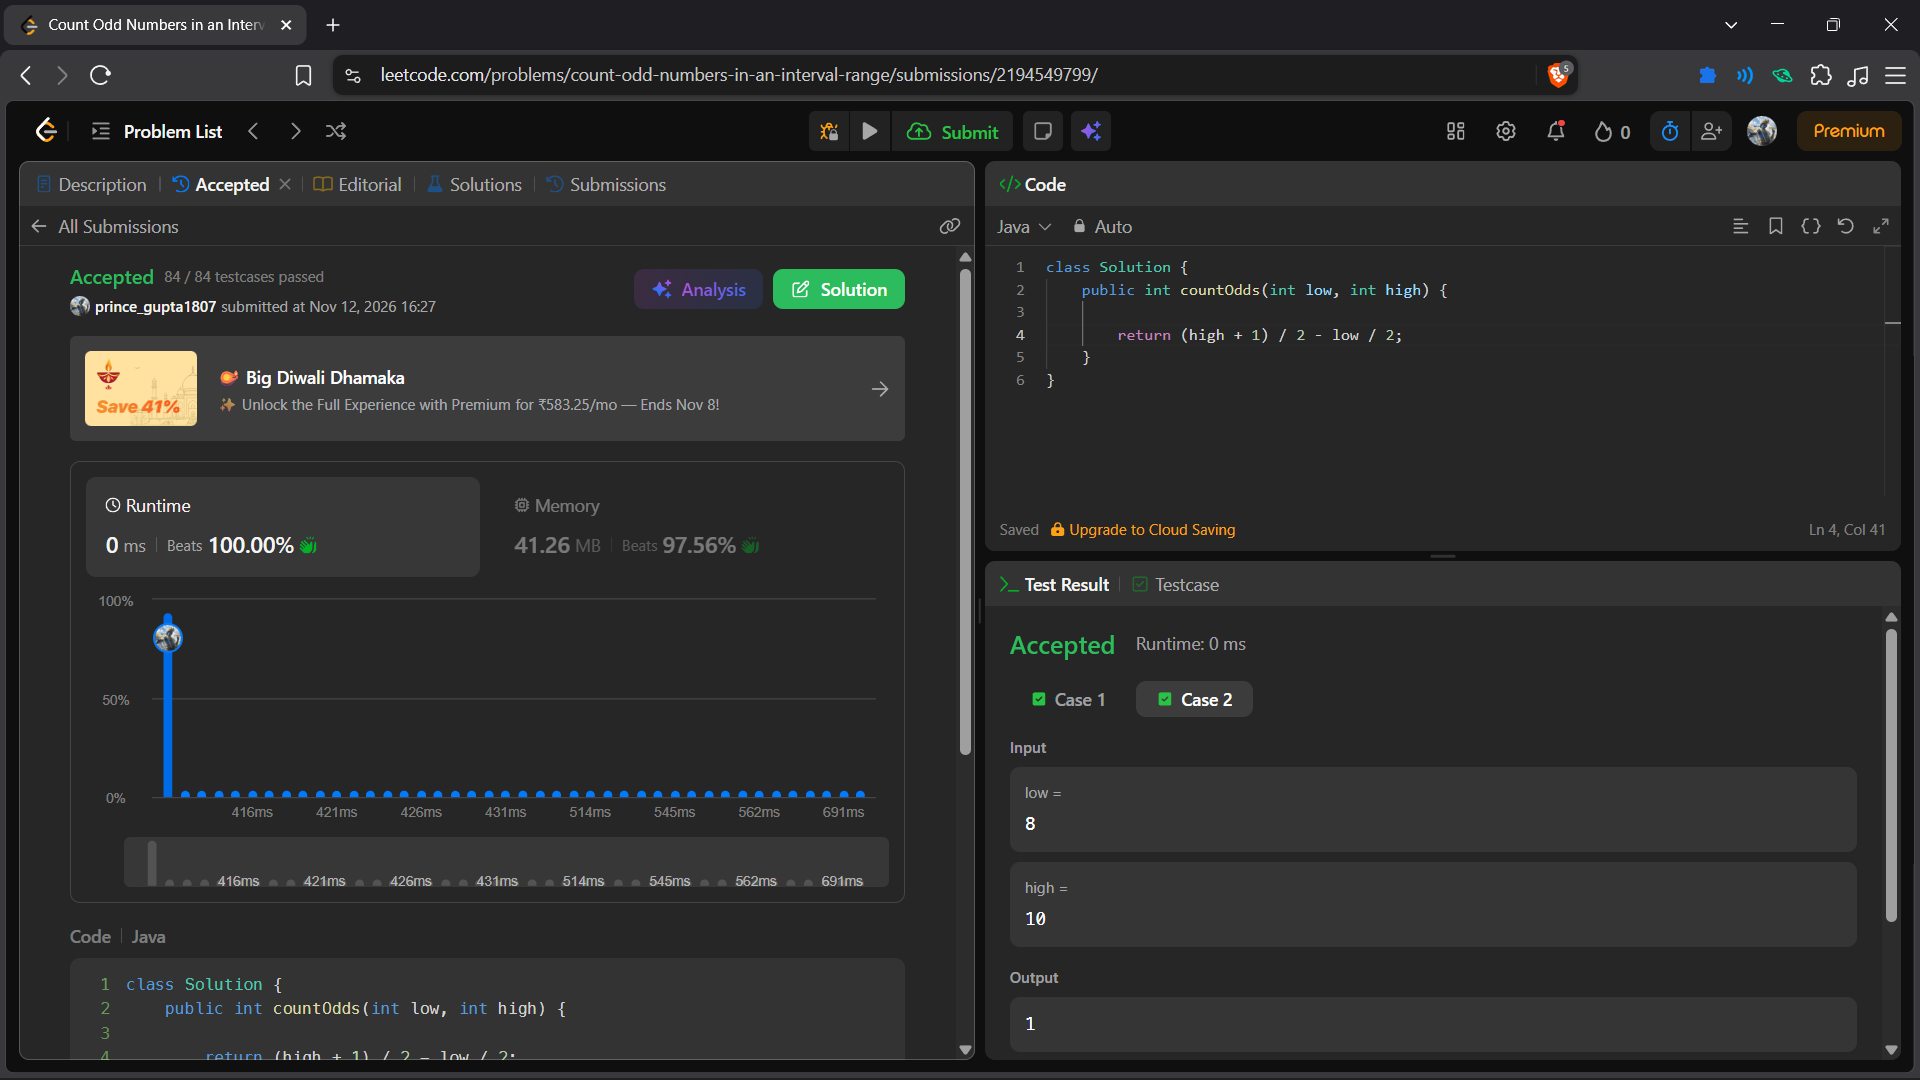 Count Odd Numbers in an Interv
leetcode.com/problems/count-odd-numbers-in-an-interval-range/submissions/2194549799/
5
Problem List
Submit
0
Premium
Description
Accepted
Editorial
Solutions
Submissions
All Submissions
Accepted 84 / 84 testcases passed
prince_gupta1807 submitted at Nov 12, 2026 16:27
Analysis
Solution
Save 41%
Big Diwali Dhamaka
Unlock the Full Experience with Premium for ₹583.25/mo — Ends Nov 8!
Runtime
0 ms Beats 100.00%
Memory
41.26 MB Beats 97.56%
100%
50%
0%
416ms 421ms 426ms 431ms 514ms 545ms 562ms 691ms
416ms 421ms 426ms 431ms 514ms 545ms 562ms 691ms
Code Java
1 class Solution {
2 public int countOdds(int low, int high) {
3
4 return (high + 1) / 2 - low / 2;
</> Code
Java Auto
1 class Solution {
2 public int countOdds(int low, int high) {
3
4 return (high + 1) / 2 - low / 2;
5 }
6 }
Saved Upgrade to Cloud Saving
Ln 4, Col 41
Test Result
Testcase
Accepted Runtime: 0 ms
Case 1
Case 2
Input
low =
8
high =
10
Output
1